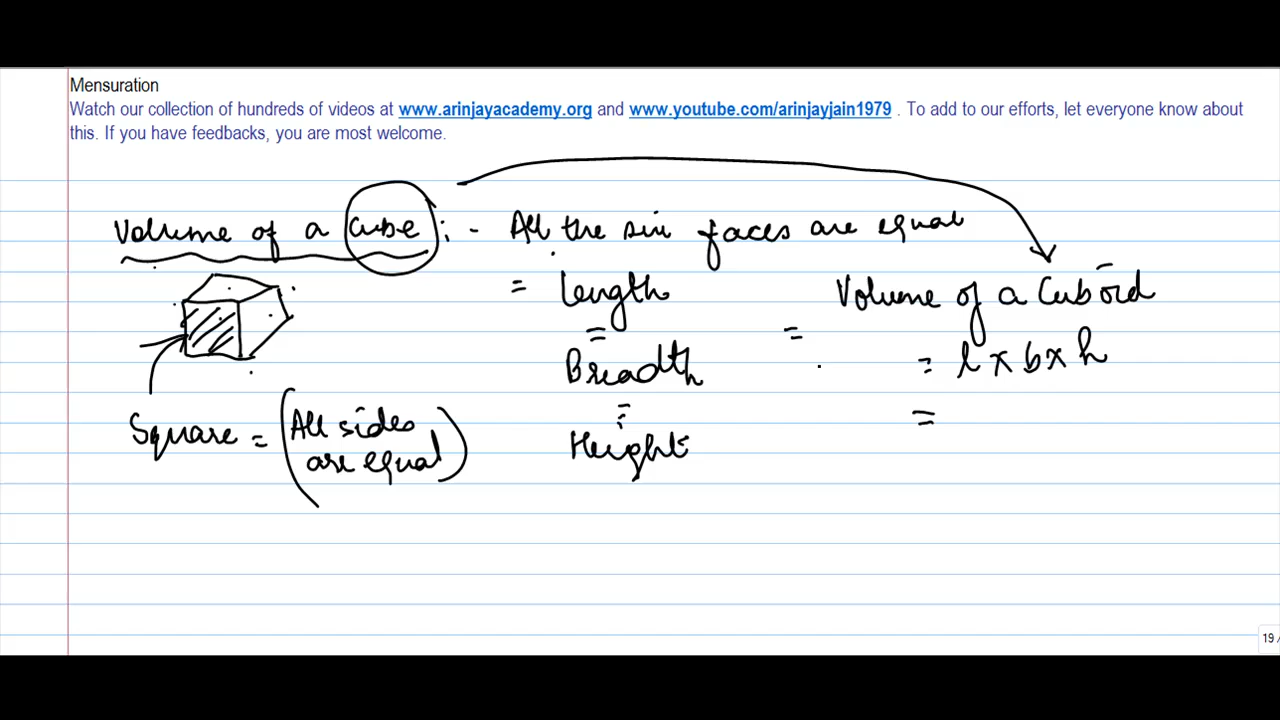 Mensuration
Watch our collection of hundreds of videos at www.arinjayacademy.org and www.youtube.com/arinjayjain1979 . To add to our efforts, let everyone know about
this. If you have feedbacks, you are most welcome.
Volume of a Cube : - All the six faces are equal
= Length
=
Breadth
=
Height
Volume of a Cuboid
=
= l x b x h
=
Square = (All sides
are equal)
19